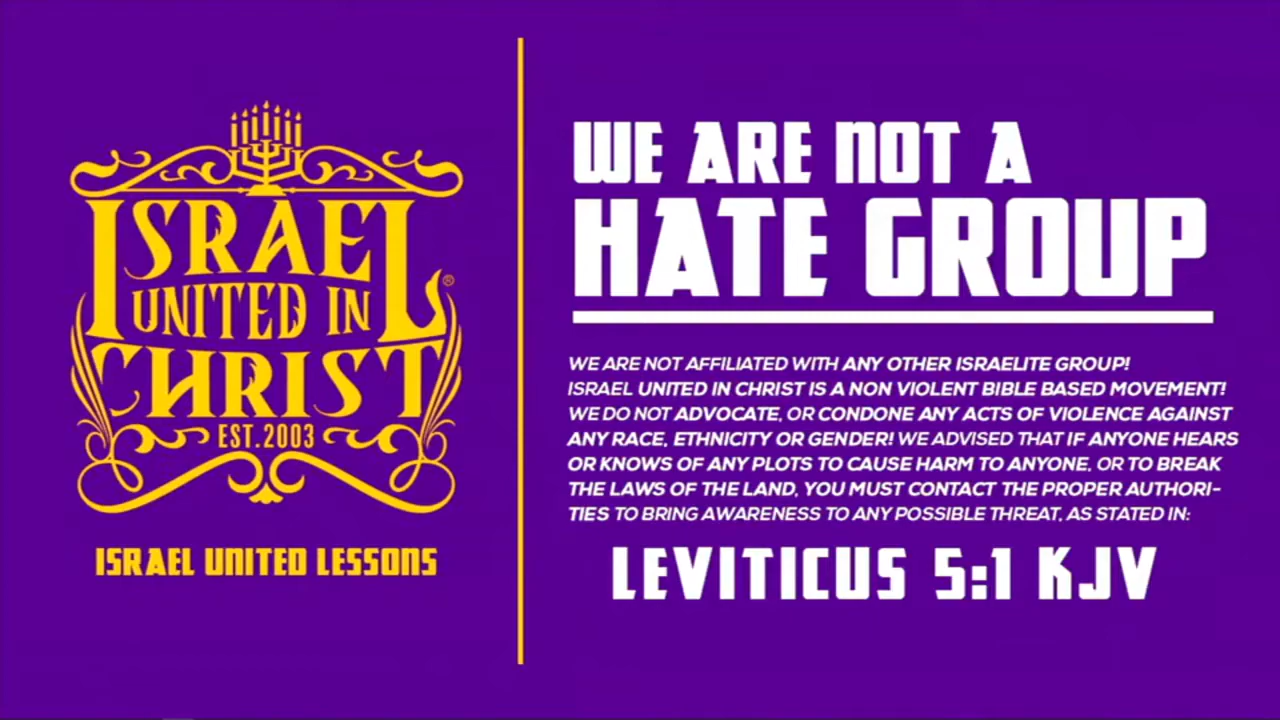 ISRAEL
UNITED IN
CHRIST
®
EST.2003
ISRAEL UNITED LESSONS
WE ARE NOT A
HATE GROUP
WE ARE NOT AFFILIATED WITH ANY OTHER ISRAELITE GROUP!
ISRAEL UNITED IN CHRIST IS A NON VIOLENT BIBLE BASED MOVEMENT!
WE DO NOT ADVOCATE, OR CONDONE ANY ACTS OF VIOLENCE AGAINST
ANY RACE, ETHNICITY OR GENDER! WE ADVISED THAT IF ANYONE HEARS
OR KNOWS OF ANY PLOTS TO CAUSE HARM TO ANYONE, OR TO BREAK
THE LAWS OF THE LAND, YOU MUST CONTACT THE PROPER AUTHORI-
TIES TO BRING AWARENESS TO ANY POSSIBLE THREAT, AS STATED IN:
LEVITICUS 5:1 KJV